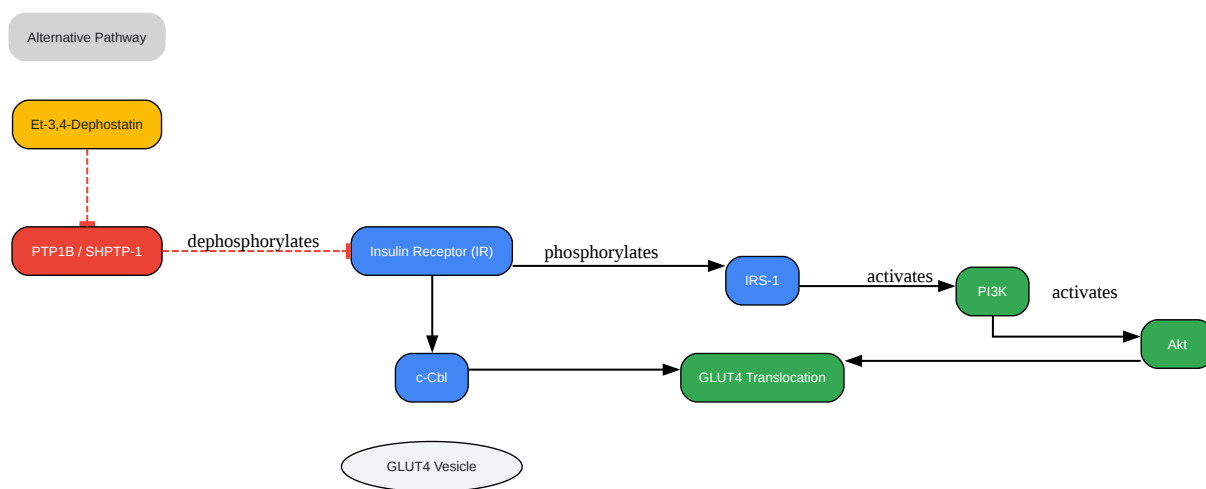 Alternative Pathway
Et-3,4-Dephostatin
PTP1B / SHPTP-1
dephosphorylates
Insulin Receptor (IR)
phosphorylates
IRS-1
activates
PI3K
activates
Akt
c-Cbl
GLUT4 Translocation
GLUT4 Vesicle